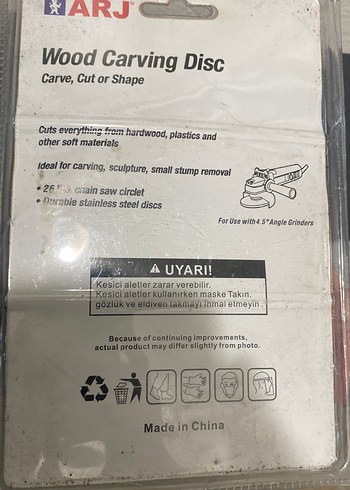 ARJ®
Wood Carving Disc
Carve, Cut or Shape
Cuts everything from hardwood, plastics and
other soft materials
Ideal for carving, sculpture, small stump removal
• 26 chain saw circlet
• Durable stainless steel discs
For Use with 4.5" Angle Grinders
UYARI!
Kesici aletler zarar verebilir.
Kesici aletler kullanırken maske Takın,
gözlük ve eldiven takmayı ihmal etmeyin.
Because of continuing improvements,
actual product may differ slightly from photo.
Made in China